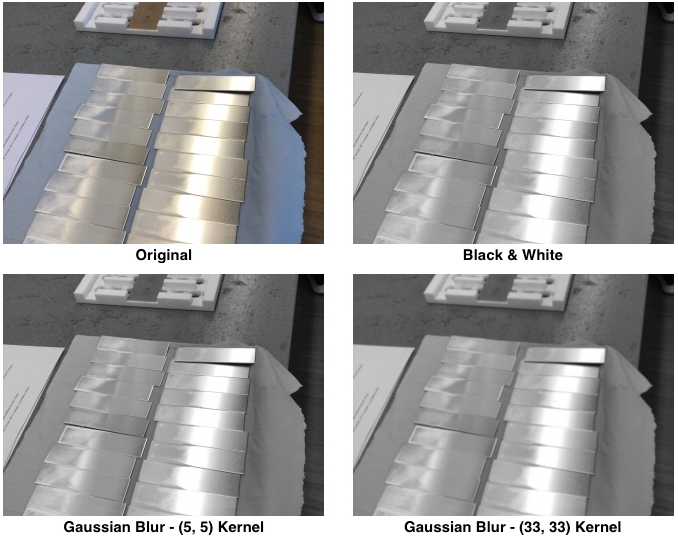 Original
Black & White
Gaussian Blur - (5, 5) Kernel
Gaussian Blur - (33, 33) Kernel